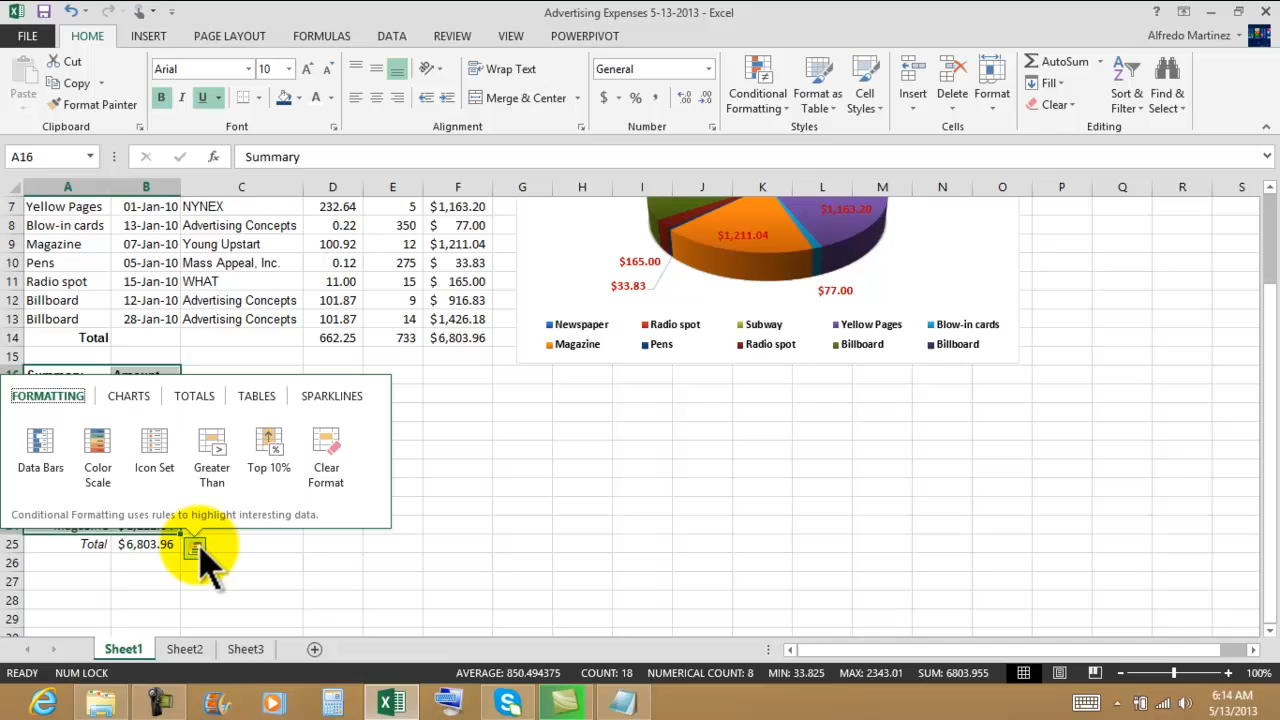 Advertising Expenses 5-13-2013 - Excel
FILE HOME INSERT PAGE LAYOUT FORMULAS DATA REVIEW VIEW POWERPIVOT Alfredo Martinez
Cut
Copy
Format Painter
Paste
Clipboard
Arial 10
B I U
Font
Wrap Text
Merge & Center
Alignment
General
$ % ,
Number
Conditional Formatting
Format as Table
Cell Styles
Styles
Insert Delete Format
Cells
AutoSum
Fill
Clear
Sort & Filter
Find & Select
Editing
A16 Summary
A B C D E F G H I J K L M N O P Q R S
7 Yellow Pages 01-Jan-10 NYNEX 232.64 5 $1,163.20
8 Blow-in cards 13-Jan-10 Advertising Concepts 0.22 350 $ 77.00
9 Magazine 07-Jan-10 Young Upstart 100.92 12 $1,211.04
10 Pens 05-Jan-10 Mass Appeal, Inc. 0.12 275 $ 33.83
11 Radio spot 15-Jan-10 WHAT 11.00 15 $ 165.00
12 Billboard 12-Jan-10 Advertising Concepts 101.87 9 $ 916.83
13 Billboard 28-Jan-10 Advertising Concepts 101.87 14 $1,426.18
14 Total 662.25 733 $6,803.96
15
$1,163.20
$1,211.04
$165.00
$33.83
$77.00
Newspaper Radio spot Subway Yellow Pages Blow-in cards
Magazine Pens Radio spot Billboard Billboard
Summary Amount
FORMATTING CHARTS TOTALS TABLES SPARKLINES
Data Bars
Color Scale
Icon Set
Greater Than
Top 10%
Clear Format
Conditional Formatting uses rules to highlight interesting data.
25 Total $6,803.96
26
27
28
29
Sheet1 Sheet2 Sheet3
READY NUM LOCK AVERAGE: 850.494375 COUNT: 18 NUMERICAL COUNT: 8 MIN: 33.825 MAX: 2343.01 SUM: 6803.955 100%
6:14 AM
5/13/2013